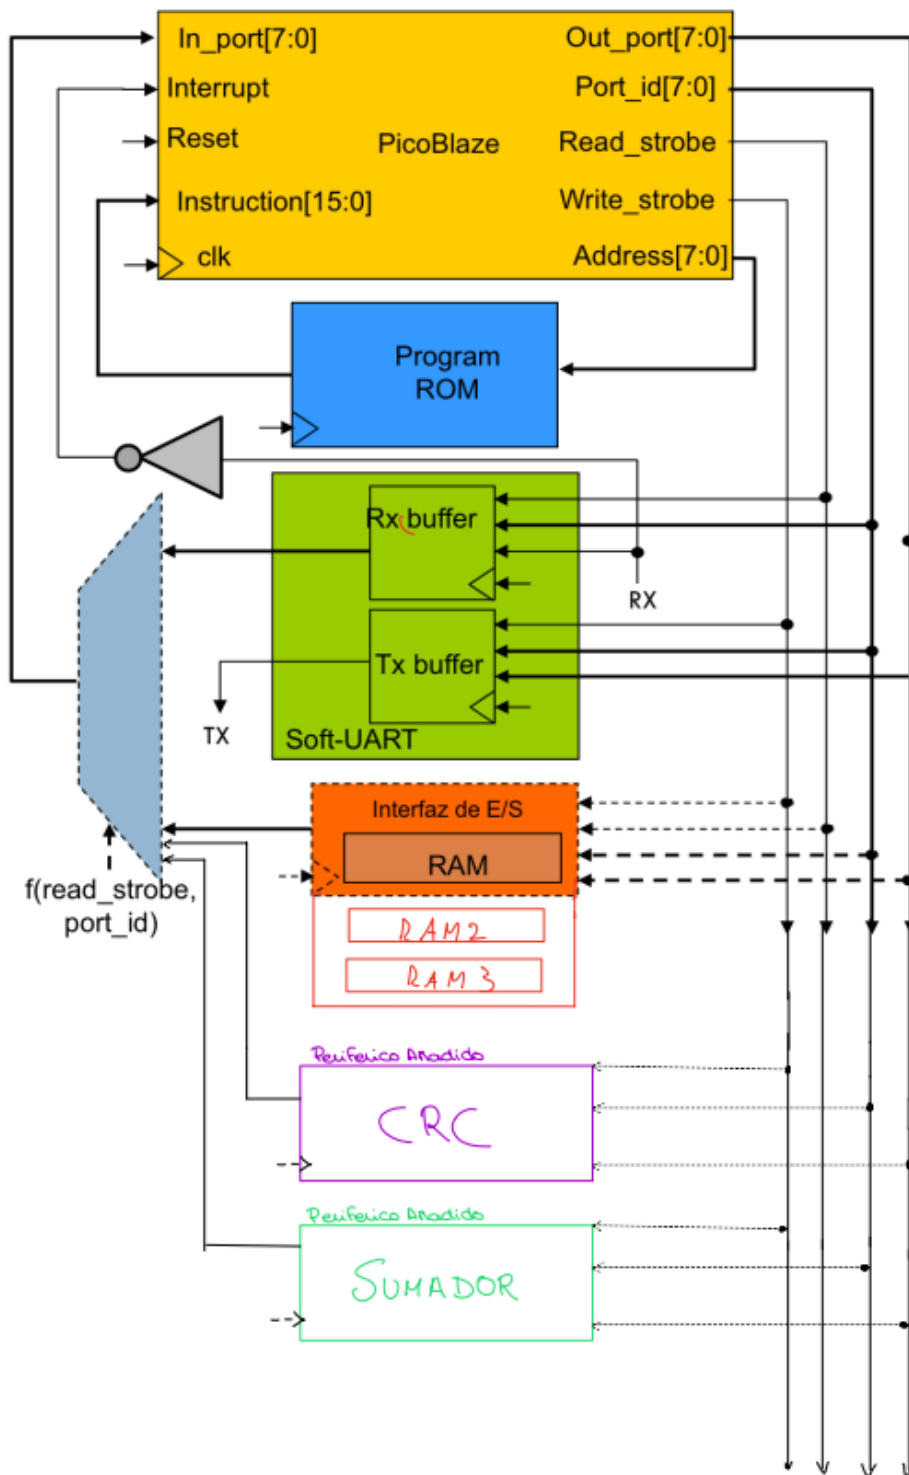 In_port[7:0]
Out_port[7:0]
Interrupt
Port_id[7:0]
Reset
PicoBlaze
Read_strobe
Instruction[15:0]
Write_strobe
clk
Address[7:0]
Program
ROM
Rx buffer
RX
Tx buffer
TX
Soft-UART
Interfaz de E/S
RAM
f(read_strobe,
port_id)
RAM2
RAM 3
Periferico Añadido
CRC
Periferico Añadido
SUMADOR